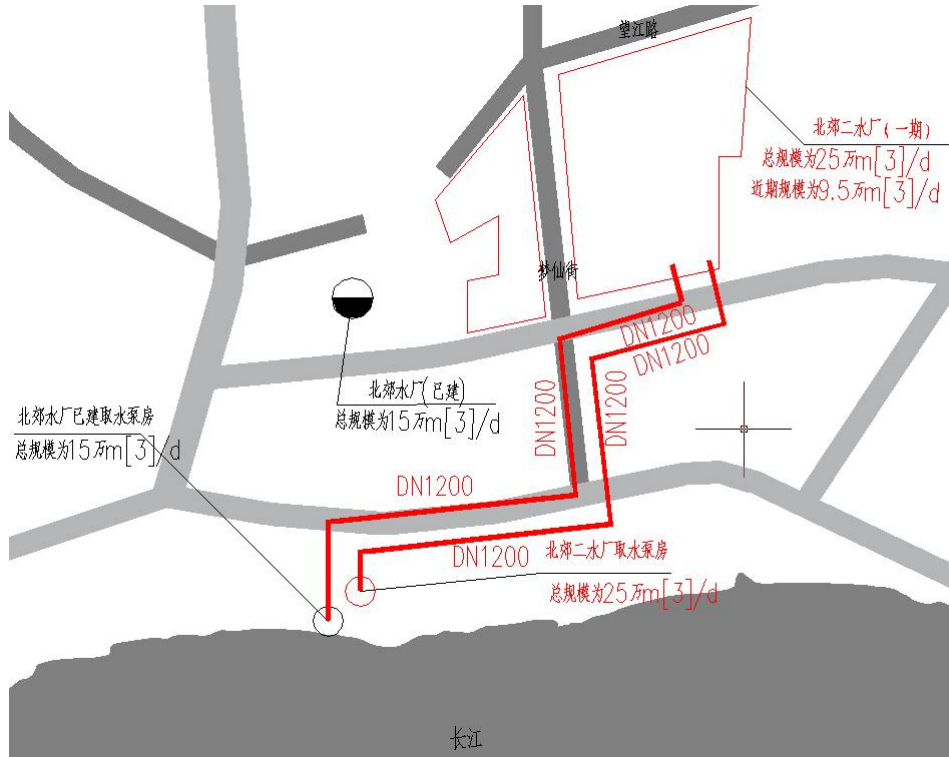 望江路
北郊二水厂(一期)
总规模为25万m[3]/d
近期规模为9.5万m[3]/d
梦仙街
DN1200
DN1200
北郊水厂(已建)
总规模为15万m[3]/d
DN1200
DN1200
北郊水厂已建取水泵房
总规模为15万m[3]/d
DN1200
DN1200
北郊二水厂取水泵房
总规模为25万m[3]/d
长江